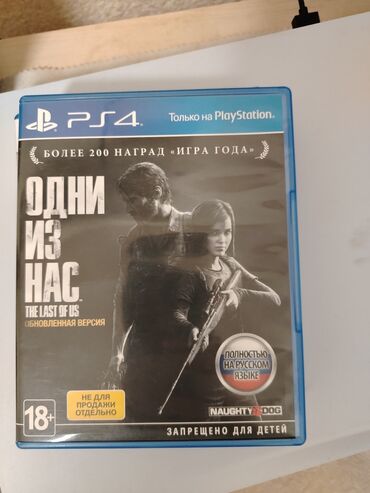 PS4
Только на PlayStation®
БОЛЕЕ 200 НАГРАД «ИГРА ГОДА»
ОДНИ
ИЗ
НАС
THE LAST OF US
ОБНОВЛЕННАЯ ВЕРСИЯ
ПОЛНОСТЬЮ
НА РУССКОМ
ЯЗЫКЕ
НЕ ДЛЯ
ПРОДАЖИ
ОТДЕЛЬНО
NAUGHTY DOG
18+
ЗАПРЕЩЕНО ДЛЯ ДЕТЕЙ